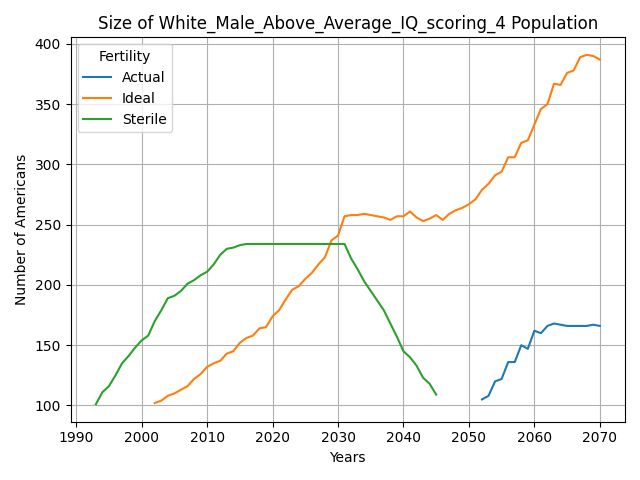 Size of White_Male_Above_Average_IQ_scoring_4 Population
Fertility
Actual
Ideal
Sterile
Number of Americans
400
350
300
250
200
150
100
1990 2000 2010 2020 2030 2040 2050 2060 2070
Years